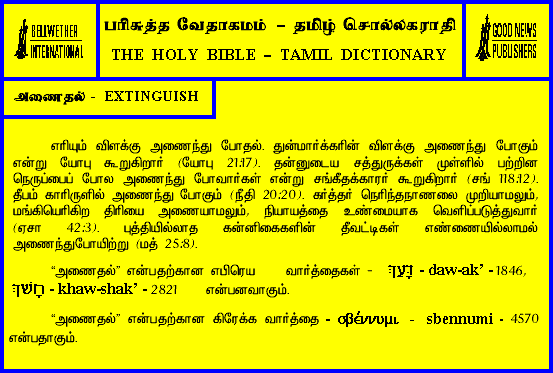 BELLWETHER
INTERNATIONAL
பரிசுத்த வேதாகமம் – தமிழ் சொல்லகராதி
THE HOLY BIBLE – TAMIL DICTIONARY
GOOD NEWS
PUBLISHERS
அணைதல் - EXTINGUISH
எரியும் விளக்கு அணைந்து போதல். துன்மார்க்கரின் விளக்கு அணைந்து போகும்
என்று யோபு கூறுகிறார் (யோபு 21:17). தன்னுடைய சத்துருக்கள் முள்ளில் பற்றின
நெருப்பைப் போல அணைந்து போவார்கள் என்று சங்கீதக்காரர் கூறுகிறார் (சங் 118:12).
தீபம் காரிருளில் அணைந்து போகும் (நீதி 20:20). கர்த்தர் நெரிந்தநாணலை முறியாமலும்,
மங்கியெரிகிற திரியை அணையாமலும், நியாயத்தை உண்மையாக வெளிப்படுத்துவார்
(ஏசா 42:3). புத்தியில்லாத கன்னிகைகளின் தீவட்டிகள் எண்ணையில்லாமல்
அணைந்துபோயிற்று (மத் 25:8).
“அணைதல்” என்பதற்கான எபிரெய வார்த்தைகள் - דָּעַךְ - daw-ak’ -1846,
חָשַׁךְ - khaw-shak’ - 2821 என்பனவாகும்.
“அணைதல்” என்பதற்கான கிரேக்க வார்த்தை - σβέννυμι - sbennumi - 4570
என்பதாகும்.